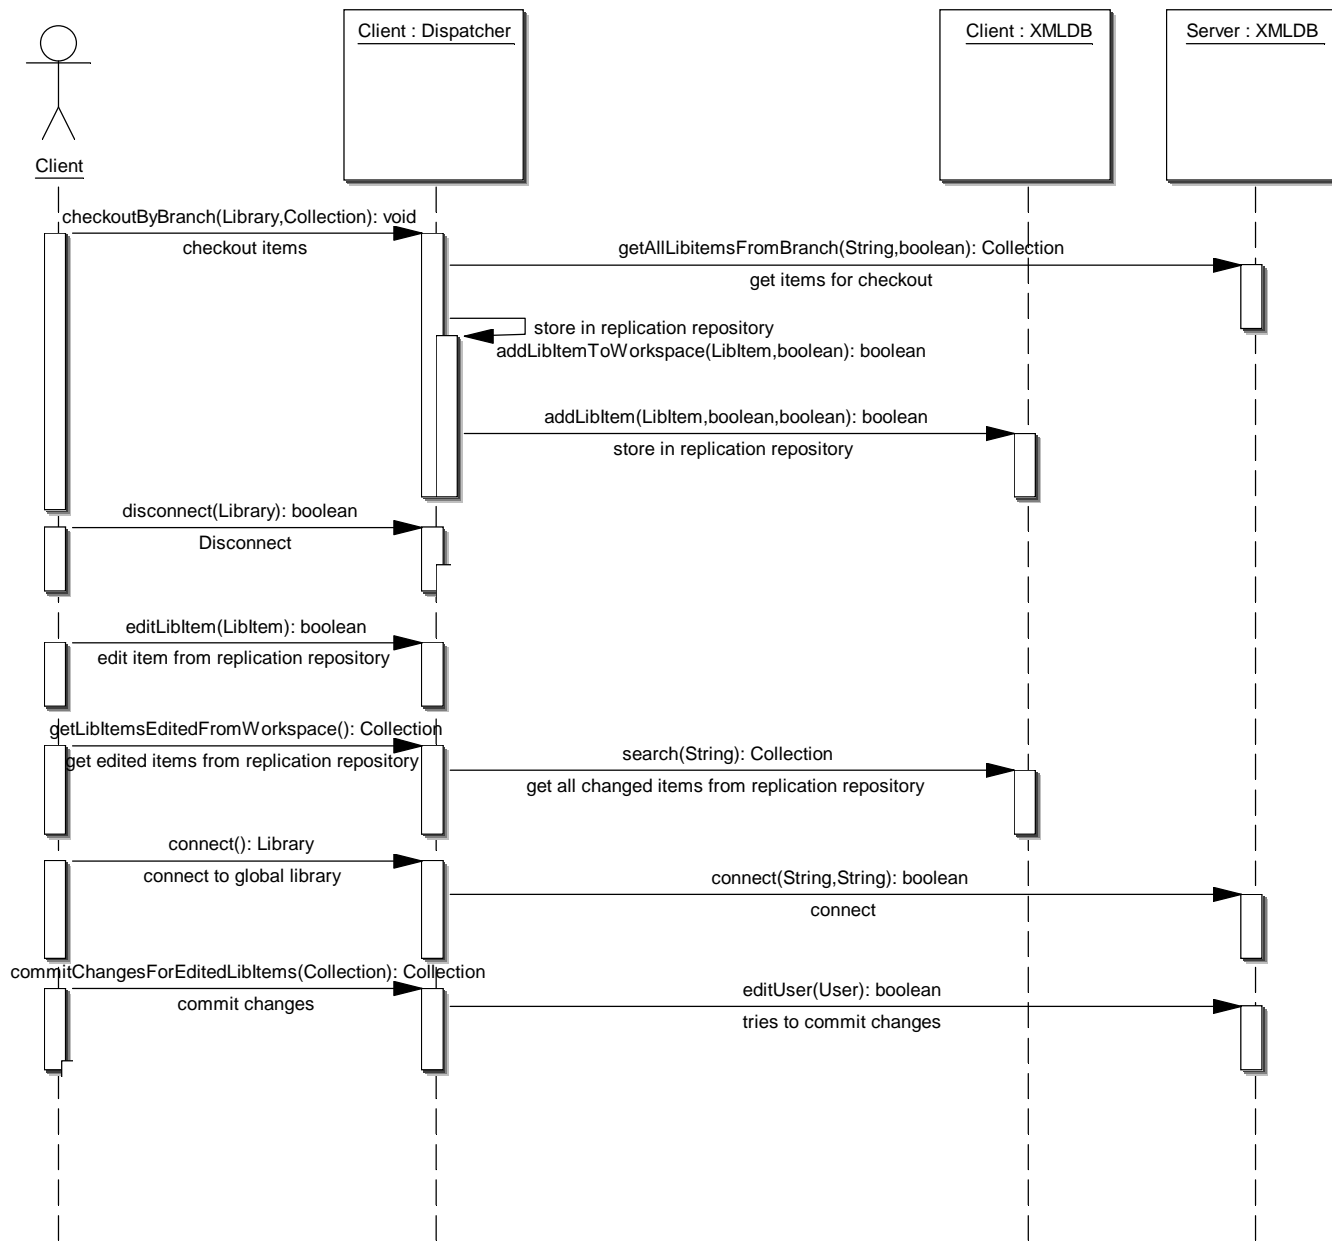 Client : Dispatcher
Client : XMLDB
Server : XMLDB
Client
checkoutByBranch(Library,Collection): void
checkout items
getAllLibitemsFromBranch(String,boolean): Collection
get items for checkout
store in replication repository
addLibItemToWorkspace(LibItem,boolean): boolean
addLibItem(LibItem,boolean,boolean): boolean
store in replication repository
disconnect(Library): boolean
Disconnect
editLibItem(LibItem): boolean
edit item from replication repository
getLibItemsEditedFromWorkspace(): Collection
get edited items from replication repository
search(String): Collection
get all changed items from replication repository
connect(): Library
connect to global library
connect(String,String): boolean
connect
commitChangesForEditedLibItems(Collection): Collection
commit changes
editUser(User): boolean
tries to commit changes